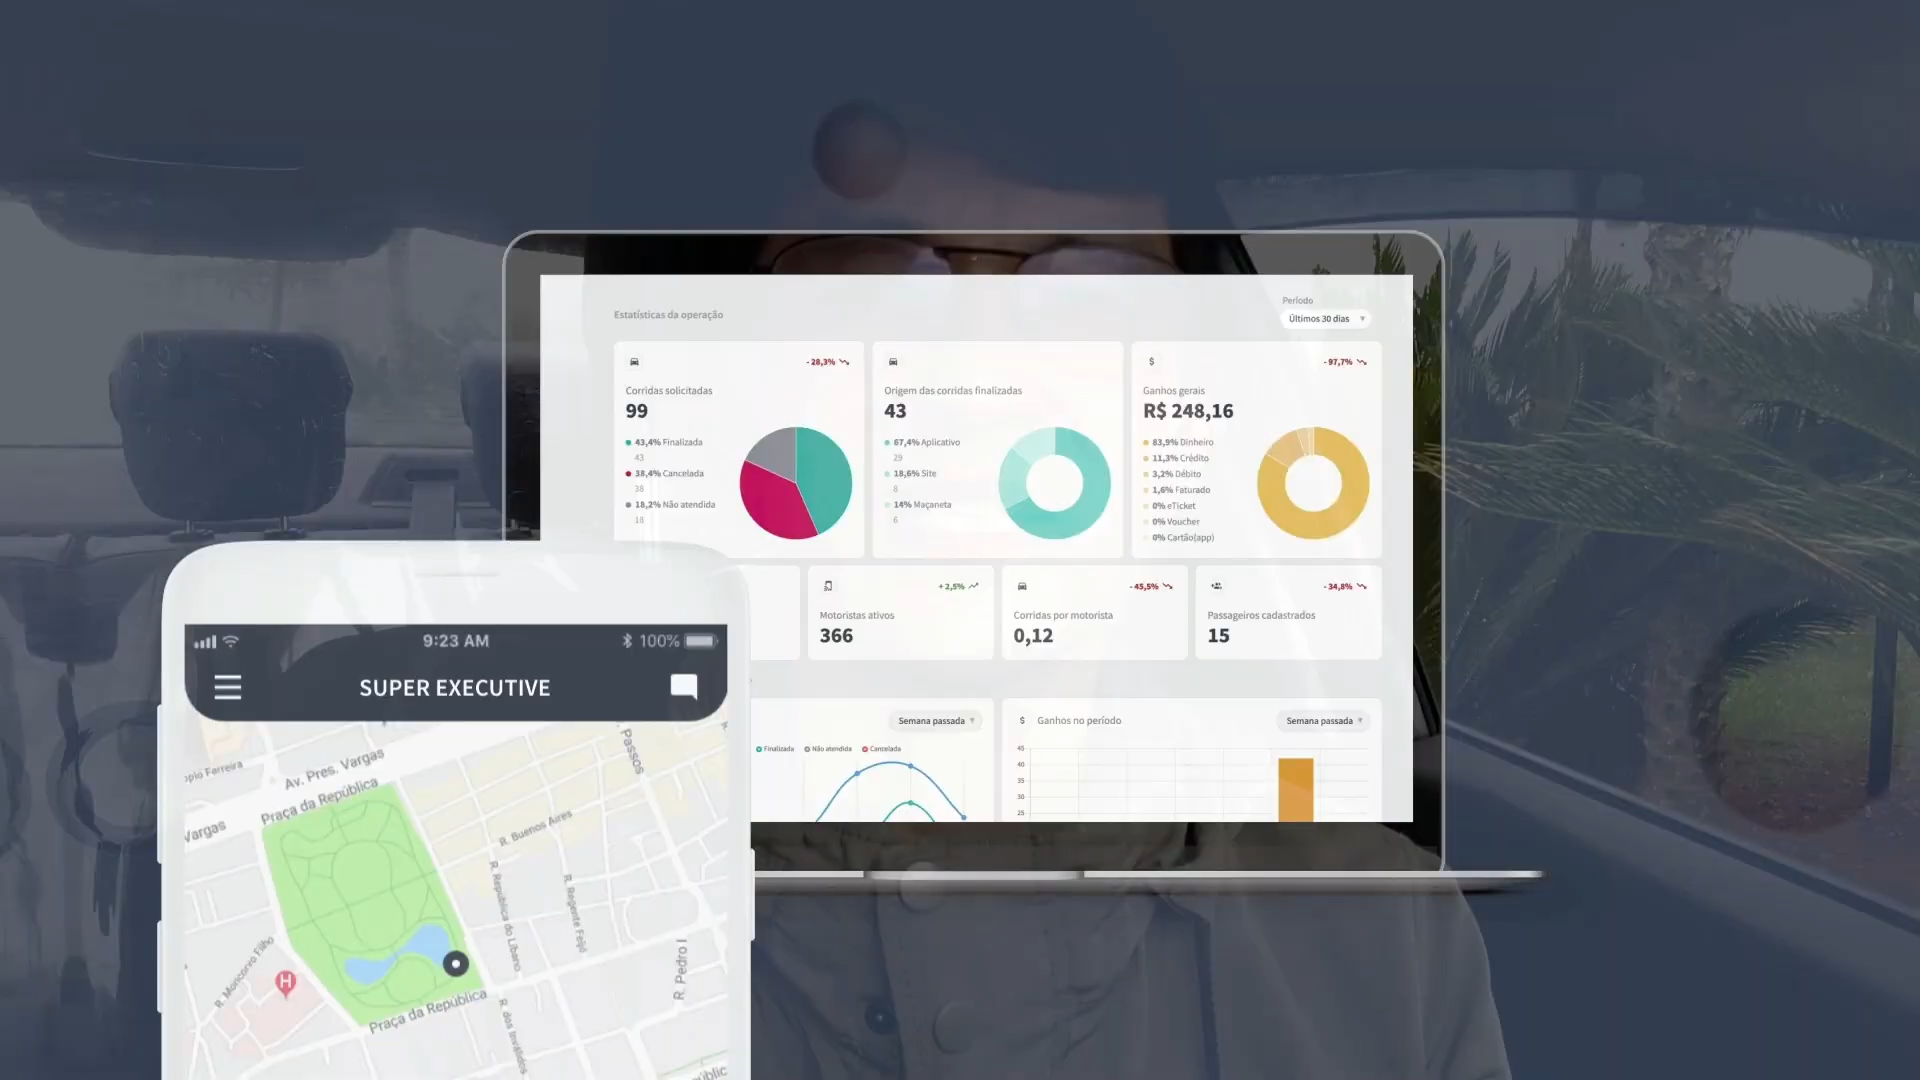 Estatísticas da operação
Período
Últimos 30 dias
- 28,3%
Corridas solicitadas
99
43,4% Finalizada
43
38,4% Cancelada
38
18,2% Não atendida
18
Origem das corridas finalizadas
43
67,4% Aplicativo
29
18,6% Site
8
14% Maçaneta
6
$
- 97,7%
Ganhos gerais
R$ 248,16
83,9% Dinheiro
11,3% Crédito
3,2% Débito
1,6% Faturado
0% eTicket
0% Voucher
0% Cartão(app)
+ 2,5%
Motoristas ativos
366
- 45,5%
Corridas por motorista
0,12
- 34,8%
Passageiros cadastrados
15
Semana passada
Finalizada Não atendida Cancelada
$ Ganhos no período
Semana passada
45
40
35
30
25
9:23 AM
100%
SUPER EXECUTIVE
Passos
Av. Pres. Vargas
Praça da República
Vargas
R. Buenos Aires
R. República do Líbano
R. Regente Feijó
R. Moncorvo Filho
H
R. Pedro I
Praça da República
R. dos Inválidos